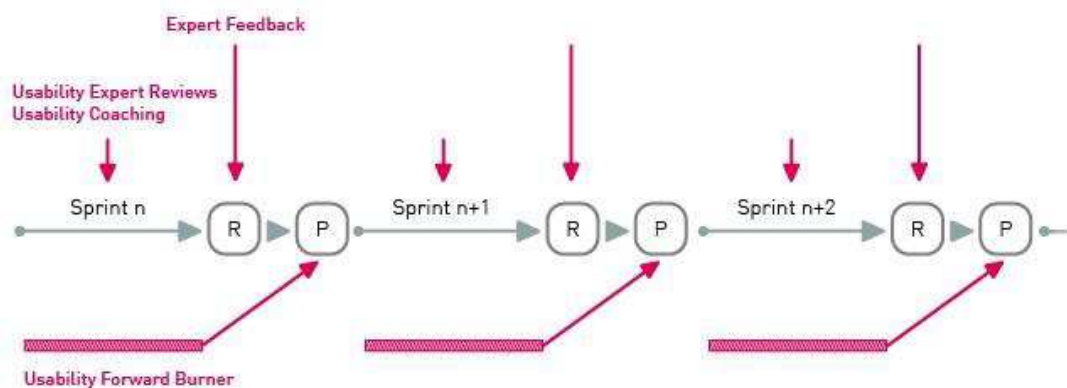 Expert Feedback
Usability Expert Reviews
Usability Coaching
Sprint n
R
P
Sprint n+1
R
P
Sprint n+2
R
P
Usability Forward Burner